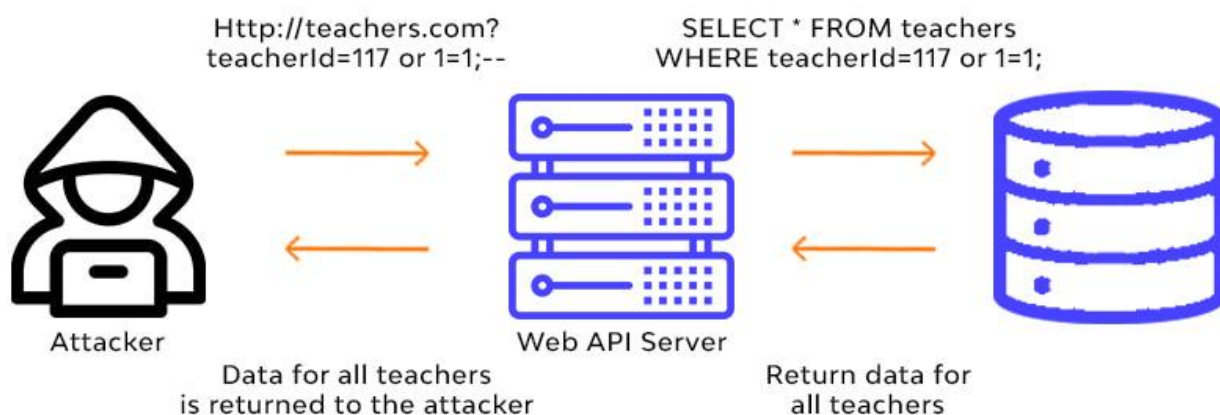 Http://teachers.com?
teacherId=117 or 1=1;--
SELECT * FROM teachers
WHERE teacherId=117 or 1=1;
Attacker
Web API Server
Data for all teachers
is returned to the attacker
Return data for
all teachers